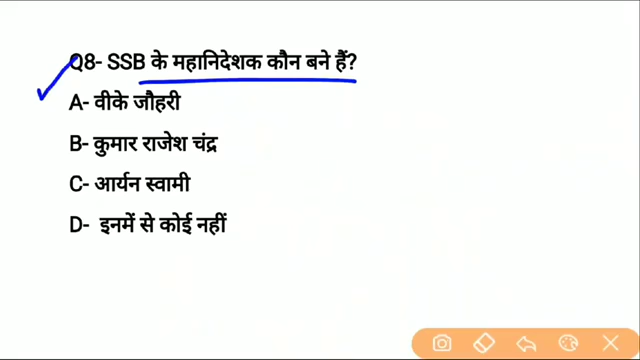 Q8- SSB के महानिदेशक कौन बने हैं?
A- वीके जौहरी
B- कुमार राजेश चंद्र
C- आर्यन स्वामी
D- इनमें से कोई नहीं